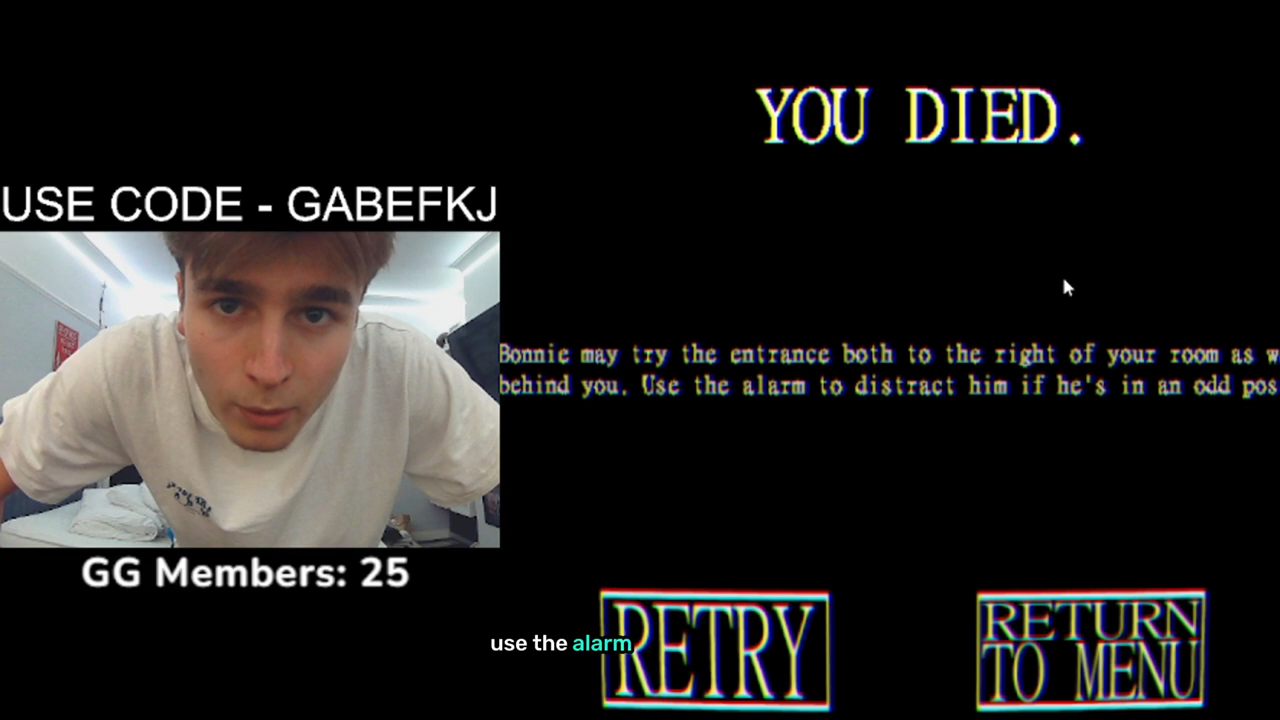 YOU DIED.
USE CODE - GABEFKJ
Bonnie may try the entrance both to the right of your room as
behind you. Use the alarm to distract him if he's in an odd
GG Members: 25
use the alarm
RETRY
RETURN
TO MENU